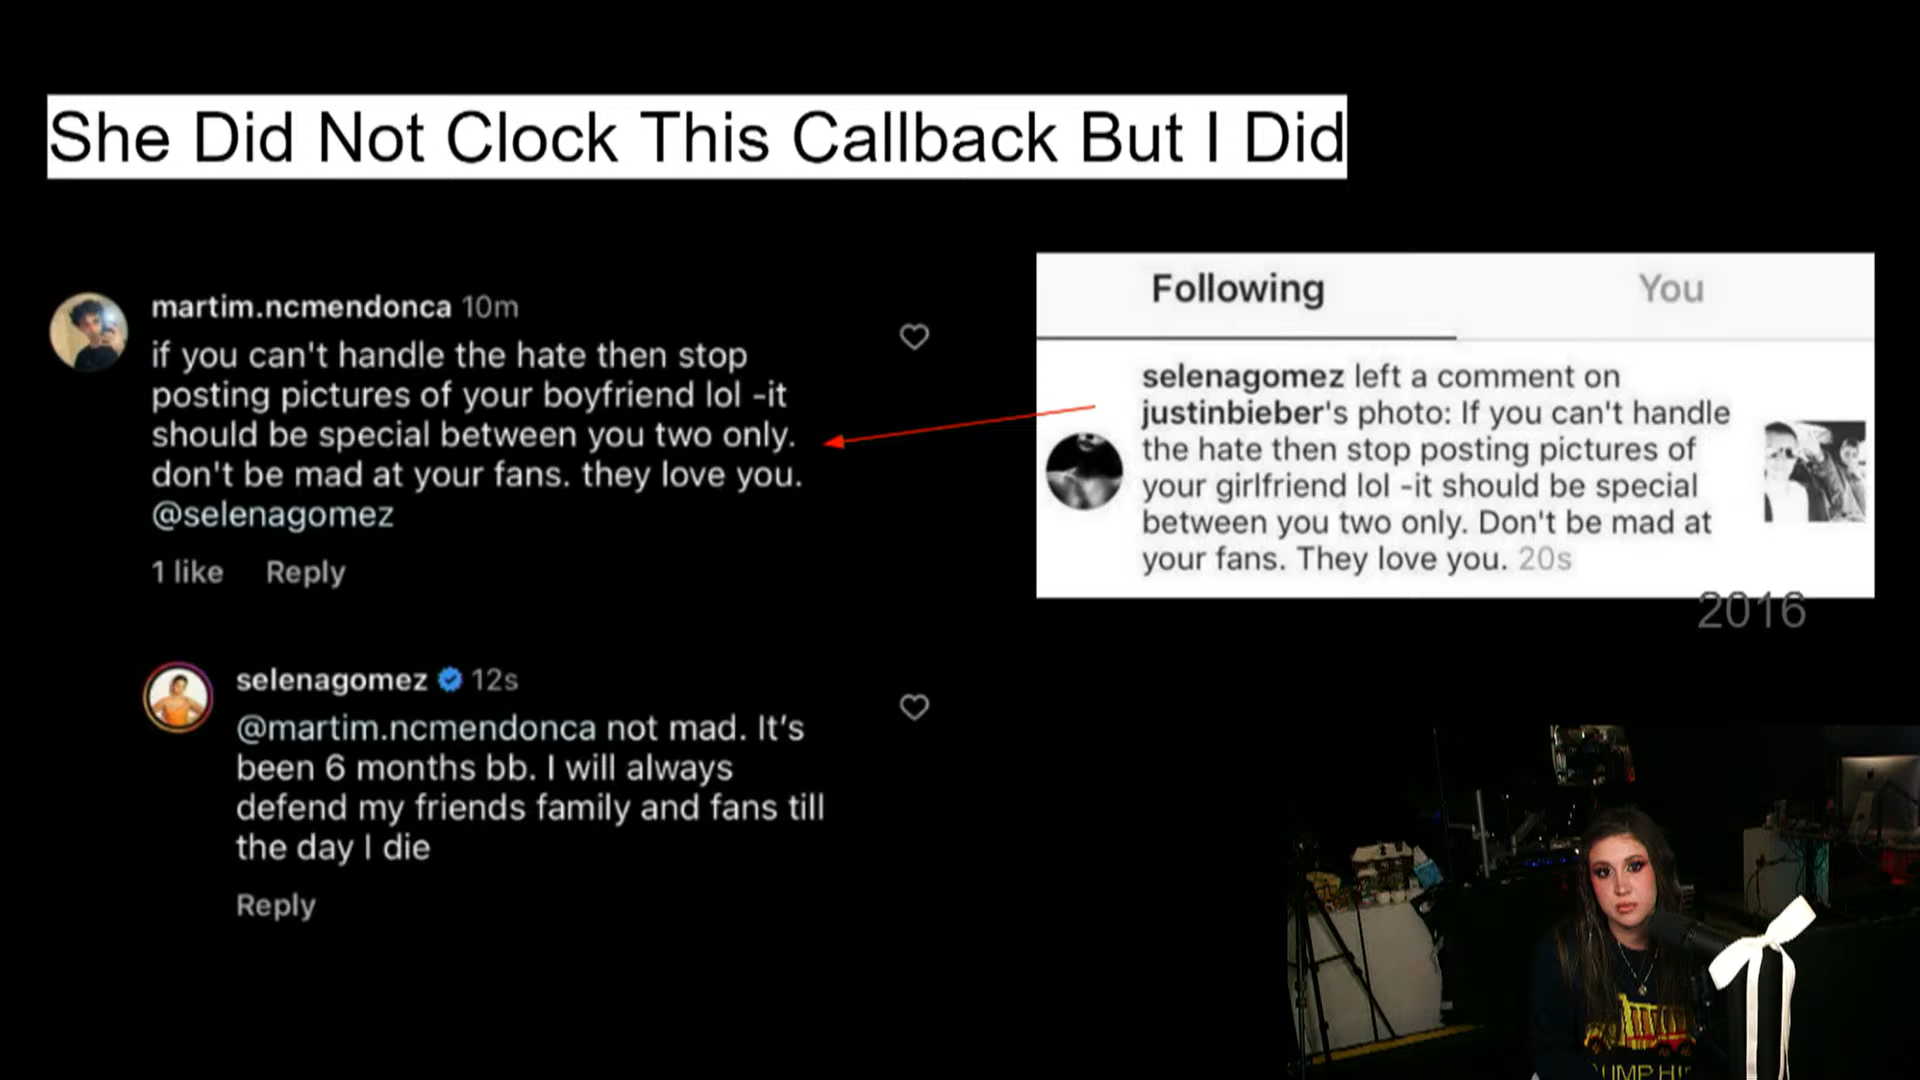 She Did Not Clock This Callback But I Did
martim.ncmendonca 10m
if you can't handle the hate then stop
posting pictures of your boyfriend lol -it
should be special between you two only.
don't be mad at your fans. they love you.
@selenagomez
1 like Reply
selenagomez 12s
@martim.ncmendonca not mad. It's
been 6 months bb. I will always
defend my friends family and fans till
the day I die
Reply
Following You
selenagomez left a comment on
justinbieber's photo: If you can't handle
the hate then stop posting pictures of
your girlfriend lol -it should be special
between you two only. Don't be mad at
your fans. They love you. 20s
2016